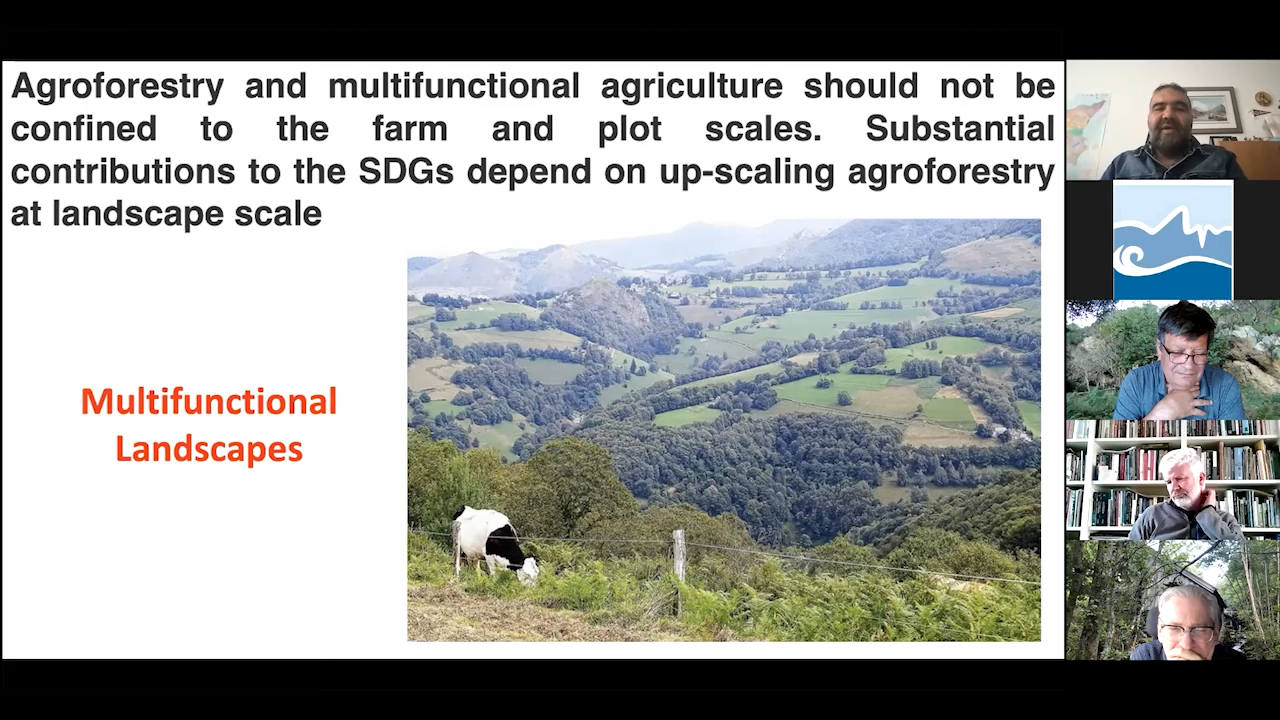 Agroforestry and multifunctional agriculture should not be
confined to the farm and plot scales. Substantial
contributions to the SDGs depend on up-scaling agroforestry
at landscape scale
Multifunctional
Landscapes